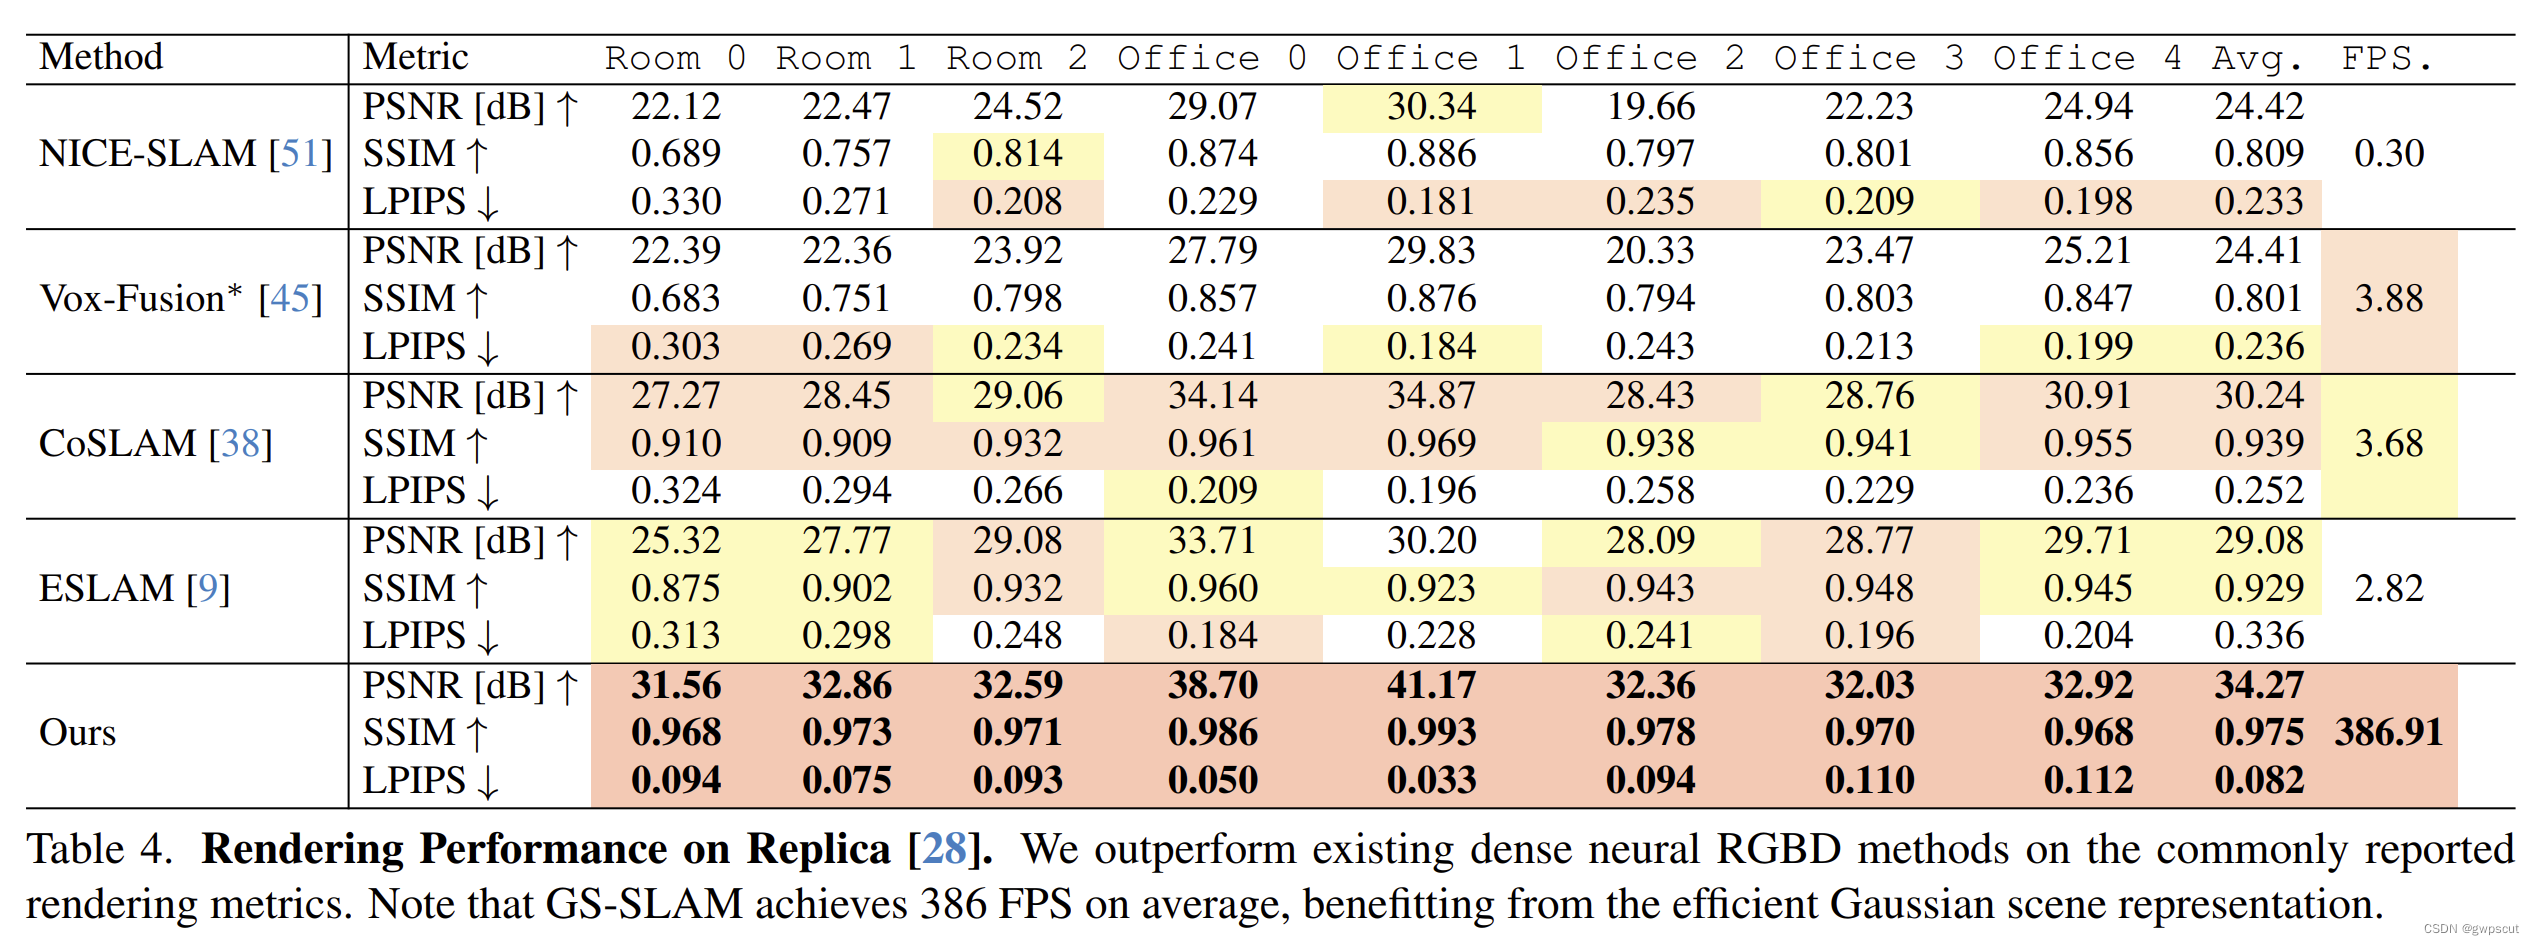 Method Metric Room 0 Room 1 Room 2 Office 0 Office 1 Office 2 Office 3 Office 4 Avg. FPS.
PSNR [dB] ↑ 22.12 22.47 24.52 29.07 30.34 19.66 22.23 24.94 24.42
NICE-SLAM [51] SSIM ↑ 0.689 0.757 0.814 0.874 0.886 0.797 0.801 0.856 0.809 0.30
LPIPS ↓ 0.330 0.271 0.208 0.229 0.181 0.235 0.209 0.198 0.233
PSNR [dB] ↑ 22.39 22.36 23.92 27.79 29.83 20.33 23.47 25.21 24.41
Vox-Fusion* [45] SSIM ↑ 0.683 0.751 0.798 0.857 0.876 0.794 0.803 0.847 0.801 3.88
LPIPS ↓ 0.303 0.269 0.234 0.241 0.184 0.243 0.213 0.199 0.236
PSNR [dB] ↑ 27.27 28.45 29.06 34.14 34.87 28.43 28.76 30.91 30.24
CoSLAM [38] SSIM ↑ 0.910 0.909 0.932 0.961 0.969 0.938 0.941 0.955 0.939 3.68
LPIPS ↓ 0.324 0.294 0.266 0.209 0.196 0.258 0.229 0.236 0.252
PSNR [dB] ↑ 25.32 27.77 29.08 33.71 30.20 28.09 28.77 29.71 29.08
ESLAM [9] SSIM ↑ 0.875 0.902 0.932 0.960 0.923 0.943 0.948 0.945 0.929 2.82
LPIPS ↓ 0.313 0.298 0.248 0.184 0.228 0.241 0.196 0.204 0.336
PSNR [dB] ↑ 31.56 32.86 32.59 38.70 41.17 32.36 32.03 32.92 34.27
Ours SSIM ↑ 0.968 0.973 0.971 0.986 0.993 0.978 0.970 0.968 0.975 386.91
LPIPS ↓ 0.094 0.075 0.093 0.050 0.033 0.094 0.110 0.112 0.082
Table 4. Rendering Performance on Replica [28]. We outperform existing dense neural RGBD methods on the commonly reported
rendering metrics. Note that GS-SLAM achieves 386 FPS on average, benefitting from the efficient Gaussian scene representation.
CSDN @gwpscut